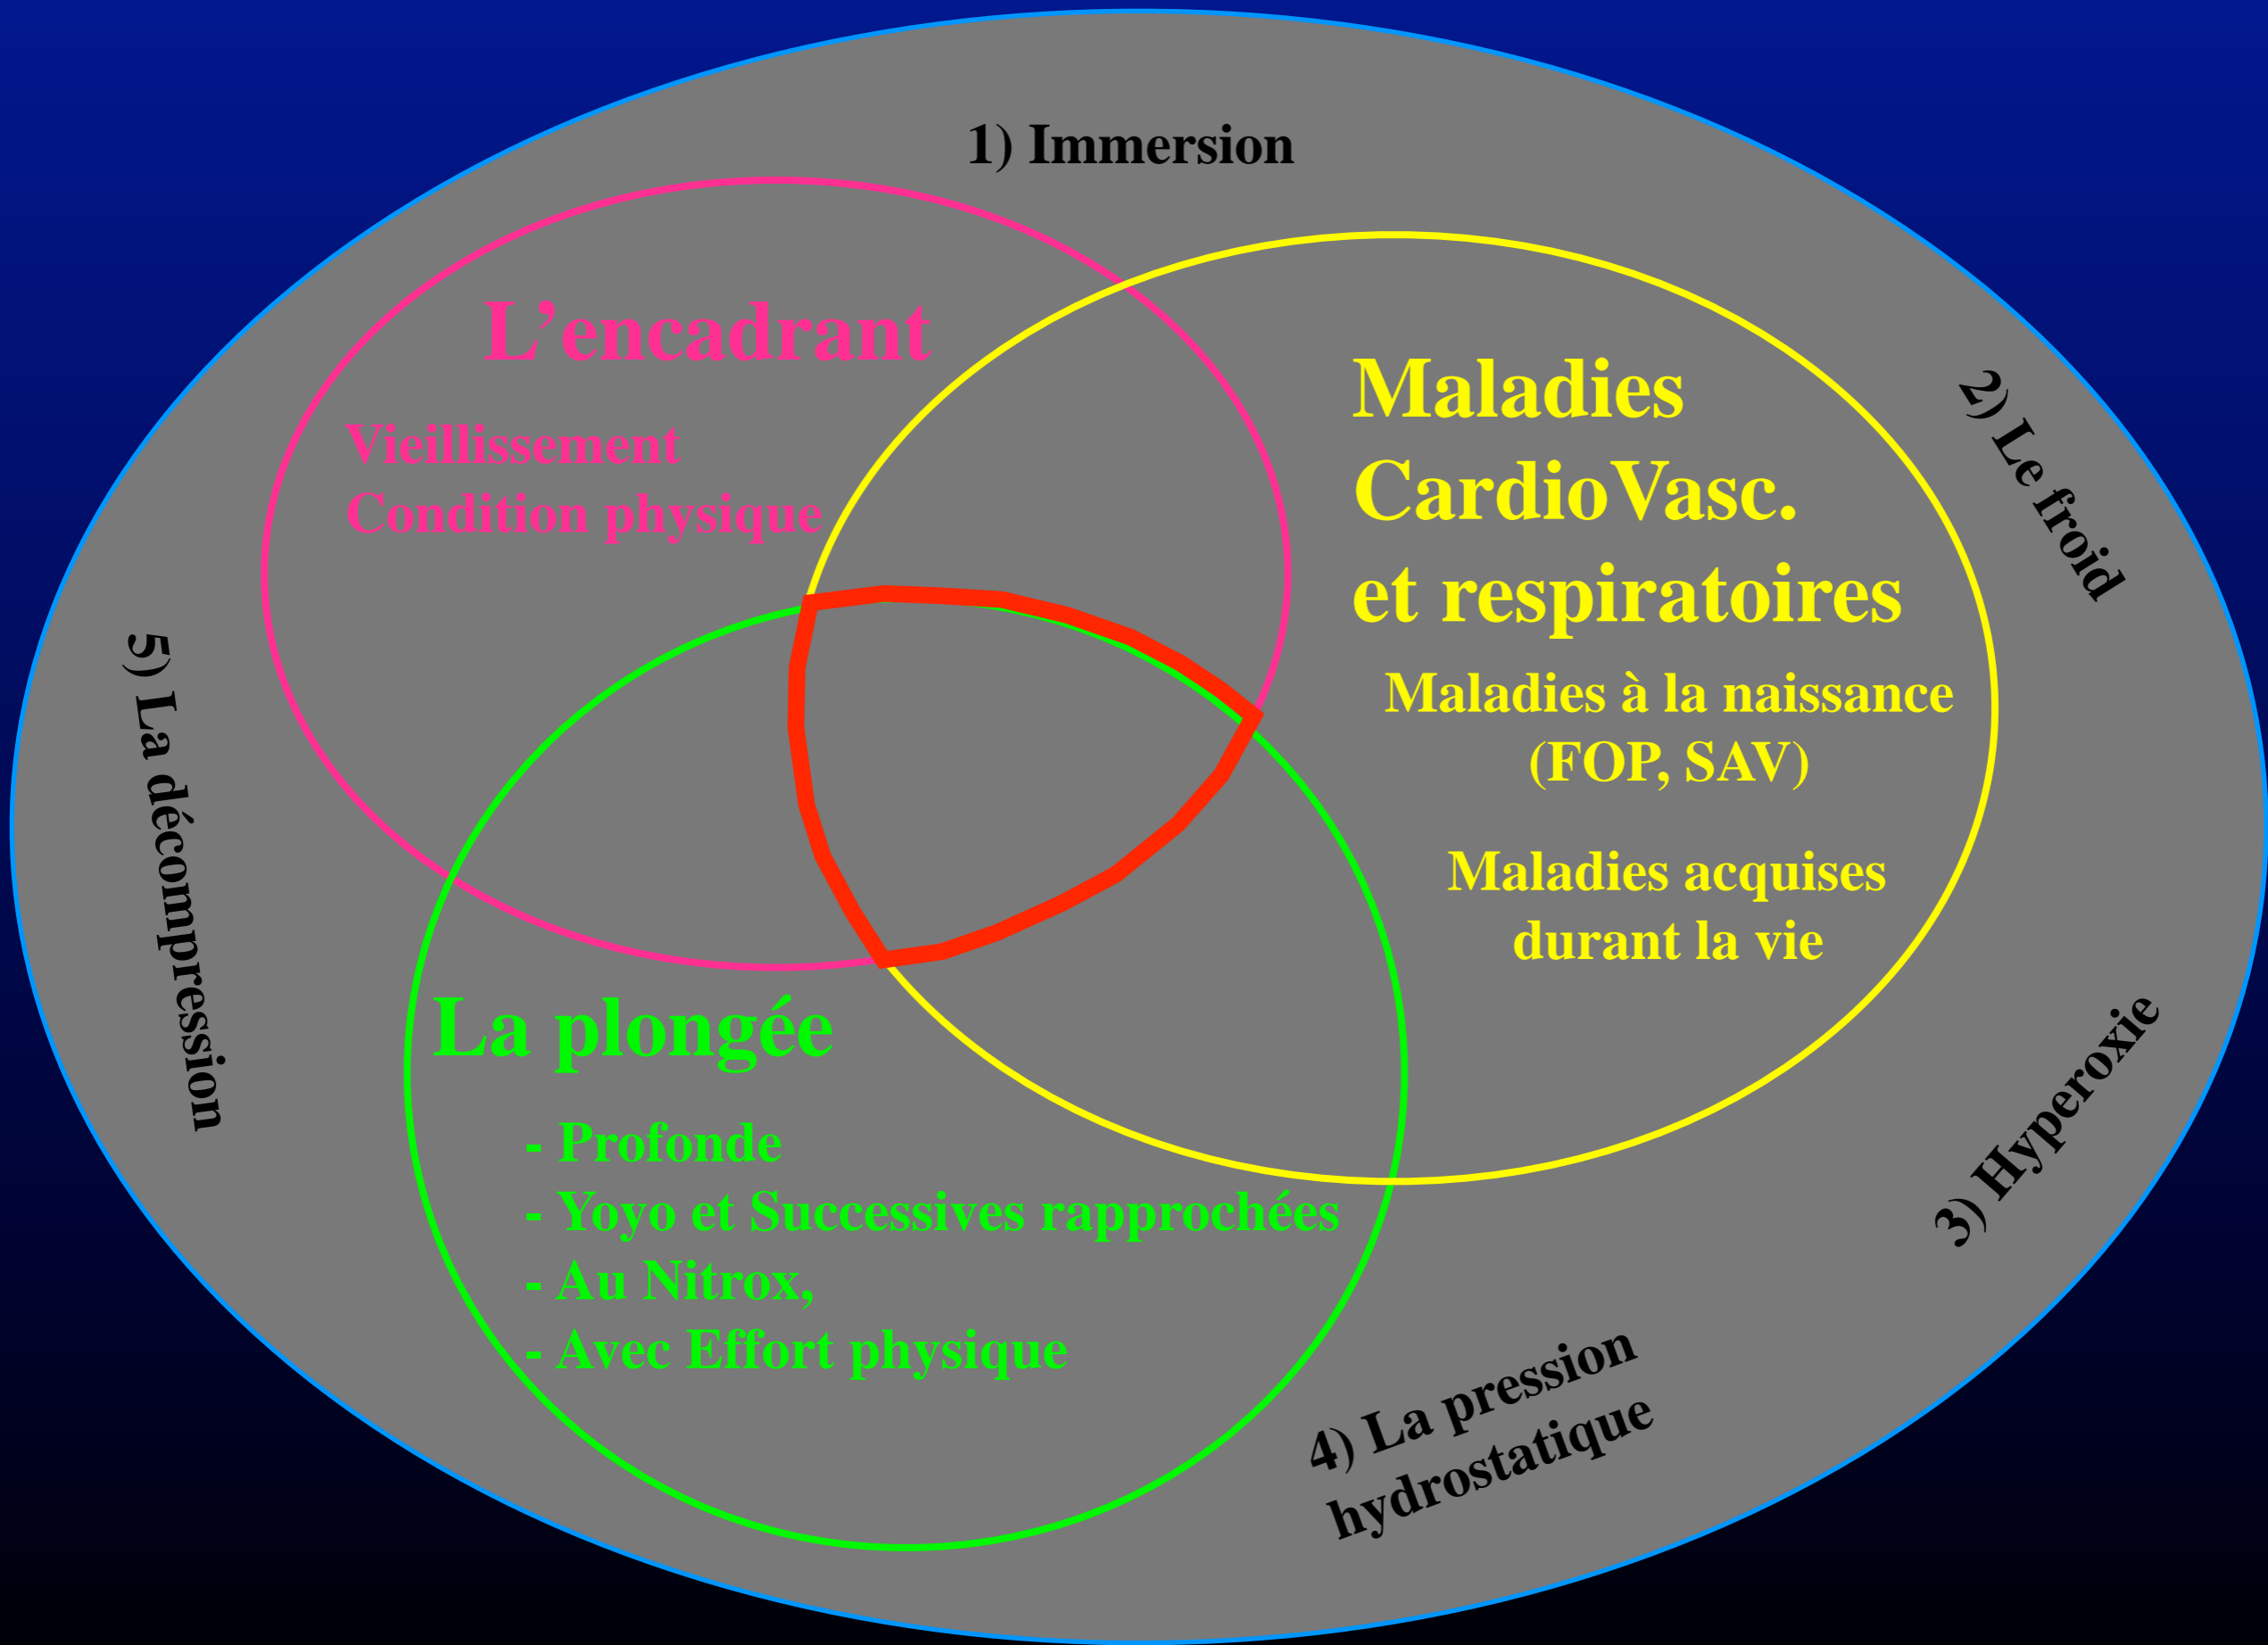 1) Immersion
L’encadrant
Vieillissement
Condition physique
Maladies
CardioVasc.
et respiratoires
Maladies à la naissance
(FOP, SAV)
Maladies acquises
durant la vie
2) Le froid
3) Hyperoxie
4) La pression
hydrostatique
5) La décompression
La plongée
- Profonde
- Yoyo et Successives rapprochées
- Au Nitrox,
- Avec Effort physique